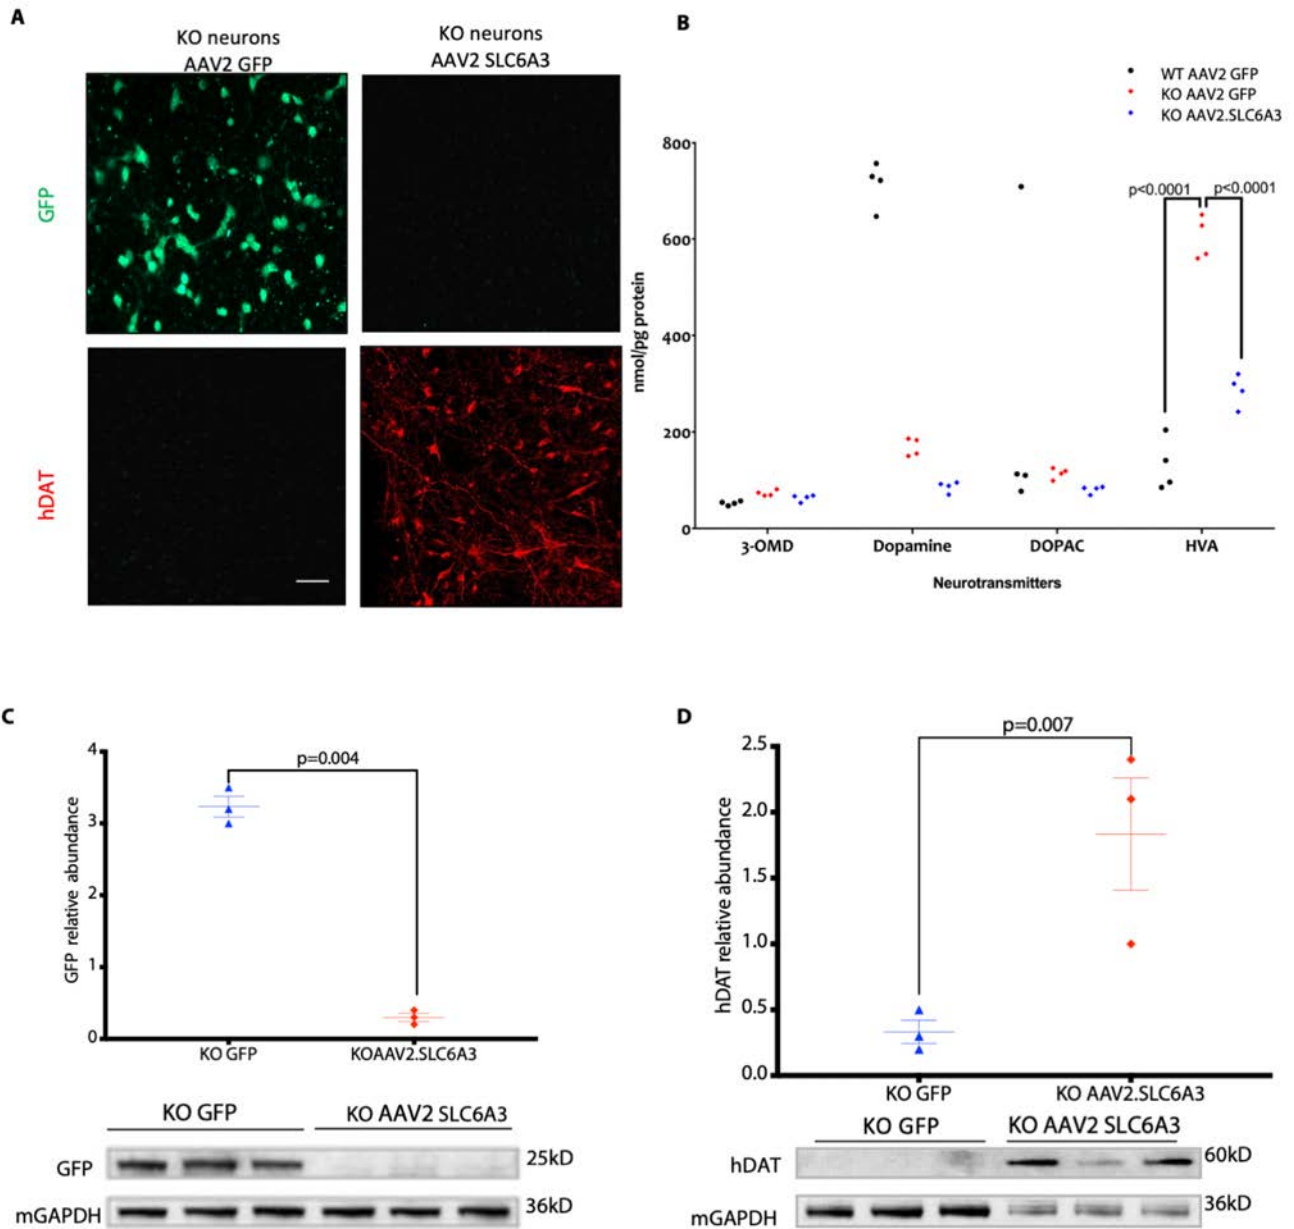 A
KO neurons
AAV2 GFP
KO neurons
AAV2 SLC6A3
GFP
hDAT
B
WT AAV2 GFP
KO AAV2 GFP
KO AAV2.SLC6A3
800
600
400
200
0
nmol/pg protein
p<0.0001
p<0.0001
3-OMD
Dopamine
DOPAC
HVA
Neurotransmitters
C
4
3
2
1
0
GFP relative abundance
p=0.004
KO GFP
KOAAV2.SLC6A3
KO GFP
KO AAV2 SLC6A3
GFP
25kD
mGAPDH
36kD
D
2.5
2.0
1.5
1.0
0.5
0.0
hDAT relative abundance
p=0.007
KO GFP
KO AAV2.SLC6A3
KO GFP
KO AAV2 SLC6A3
hDAT
60kD
mGAPDH
36kD